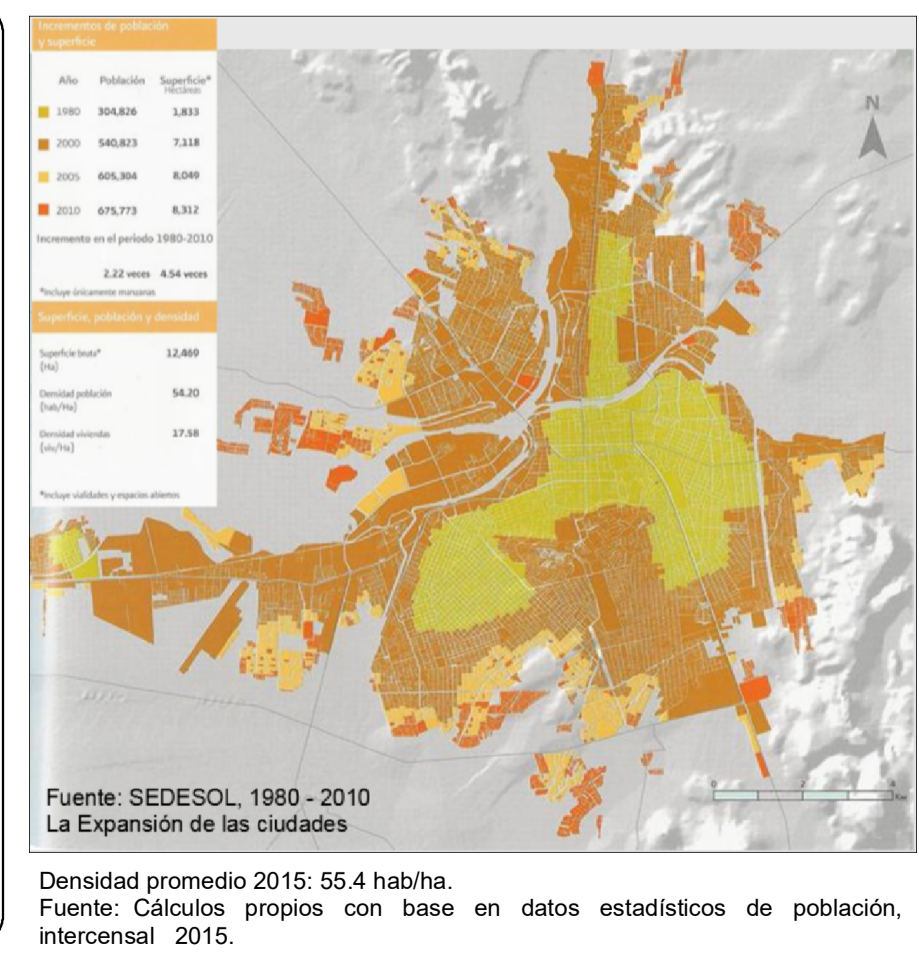 Incrementos de población
y superficie
Año Población Superficie*
Hectáreas
1980 304,826 1,833
2000 540,823 7,118
2005 605,304 8,049
2010 675,773 8,312
Incremento en el periodo 1980-2010
2.22 veces 4.54 veces
*Incluye únicamente manzanas
Superficie, población y densidad
Superficie bruta* 12,469
(Ha)
Densidad población 54.20
(hab/Ha)
Densidad viviendas 17.58
(viv/Ha)
*Incluye vialidades y espacios abiertos
N
0 2 4
Km
Fuente: SEDESOL, 1980 - 2010
La Expansión de las ciudades
Densidad promedio 2015: 55.4 hab/ha.
Fuente: Cálculos propios con base en datos estadísticos de población,
intercensal 2015.